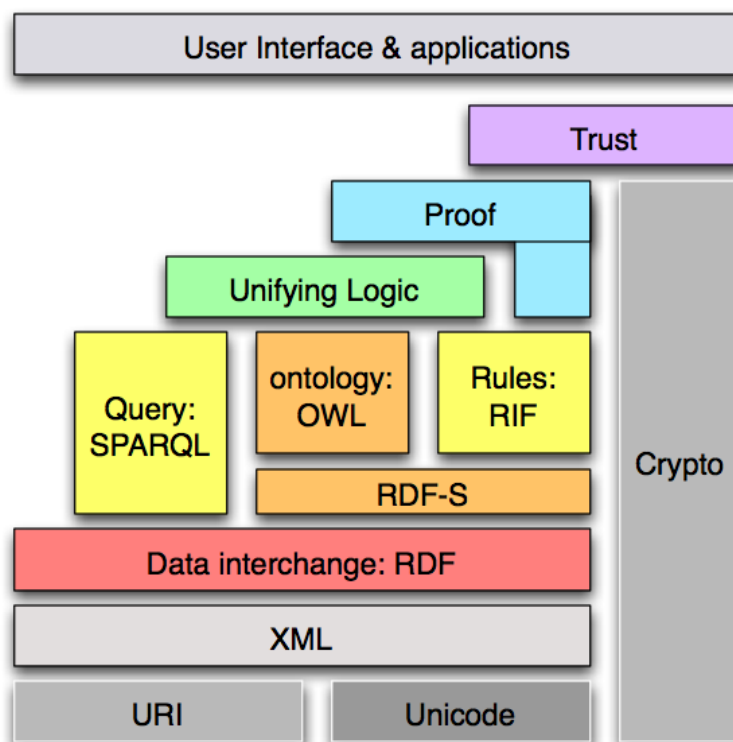 User Interface & applications
Trust
Proof
Unifying Logic
Query:
SPARQL
ontology:
OWL
Rules:
RIF
Crypto
RDF-S
Data interchange: RDF
XML
URI
Unicode